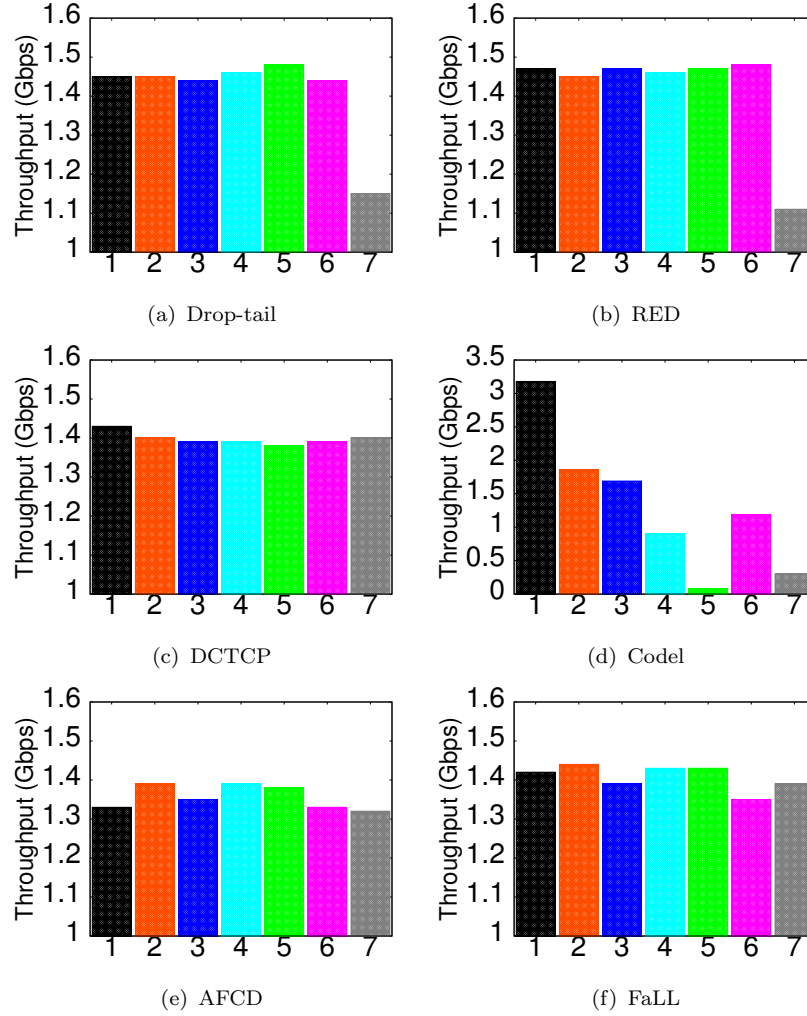 1.6
1.5
1.4
1.3
1.2
1.1
1
Throughput (Gbps)
1 2 3 4 5 6 7
(a) Drop-tail
1.6
1.5
1.4
1.3
1.2
1.1
1
Throughput (Gbps)
1 2 3 4 5 6 7
(b) RED
1.6
1.5
1.4
1.3
1.2
1.1
1
Throughput (Gbps)
1 2 3 4 5 6 7
(c) DCTCP
3.5
3
2.5
2
1.5
1
0.5
0
Throughput (Gbps)
1 2 3 4 5 6 7
(d) Codel
1.6
1.5
1.4
1.3
1.2
1.1
1
Throughput (Gbps)
1 2 3 4 5 6 7
(e) AFCD
1.6
1.5
1.4
1.3
1.2
1.1
1
Throughput (Gbps)
1 2 3 4 5 6 7
(f) FaLL